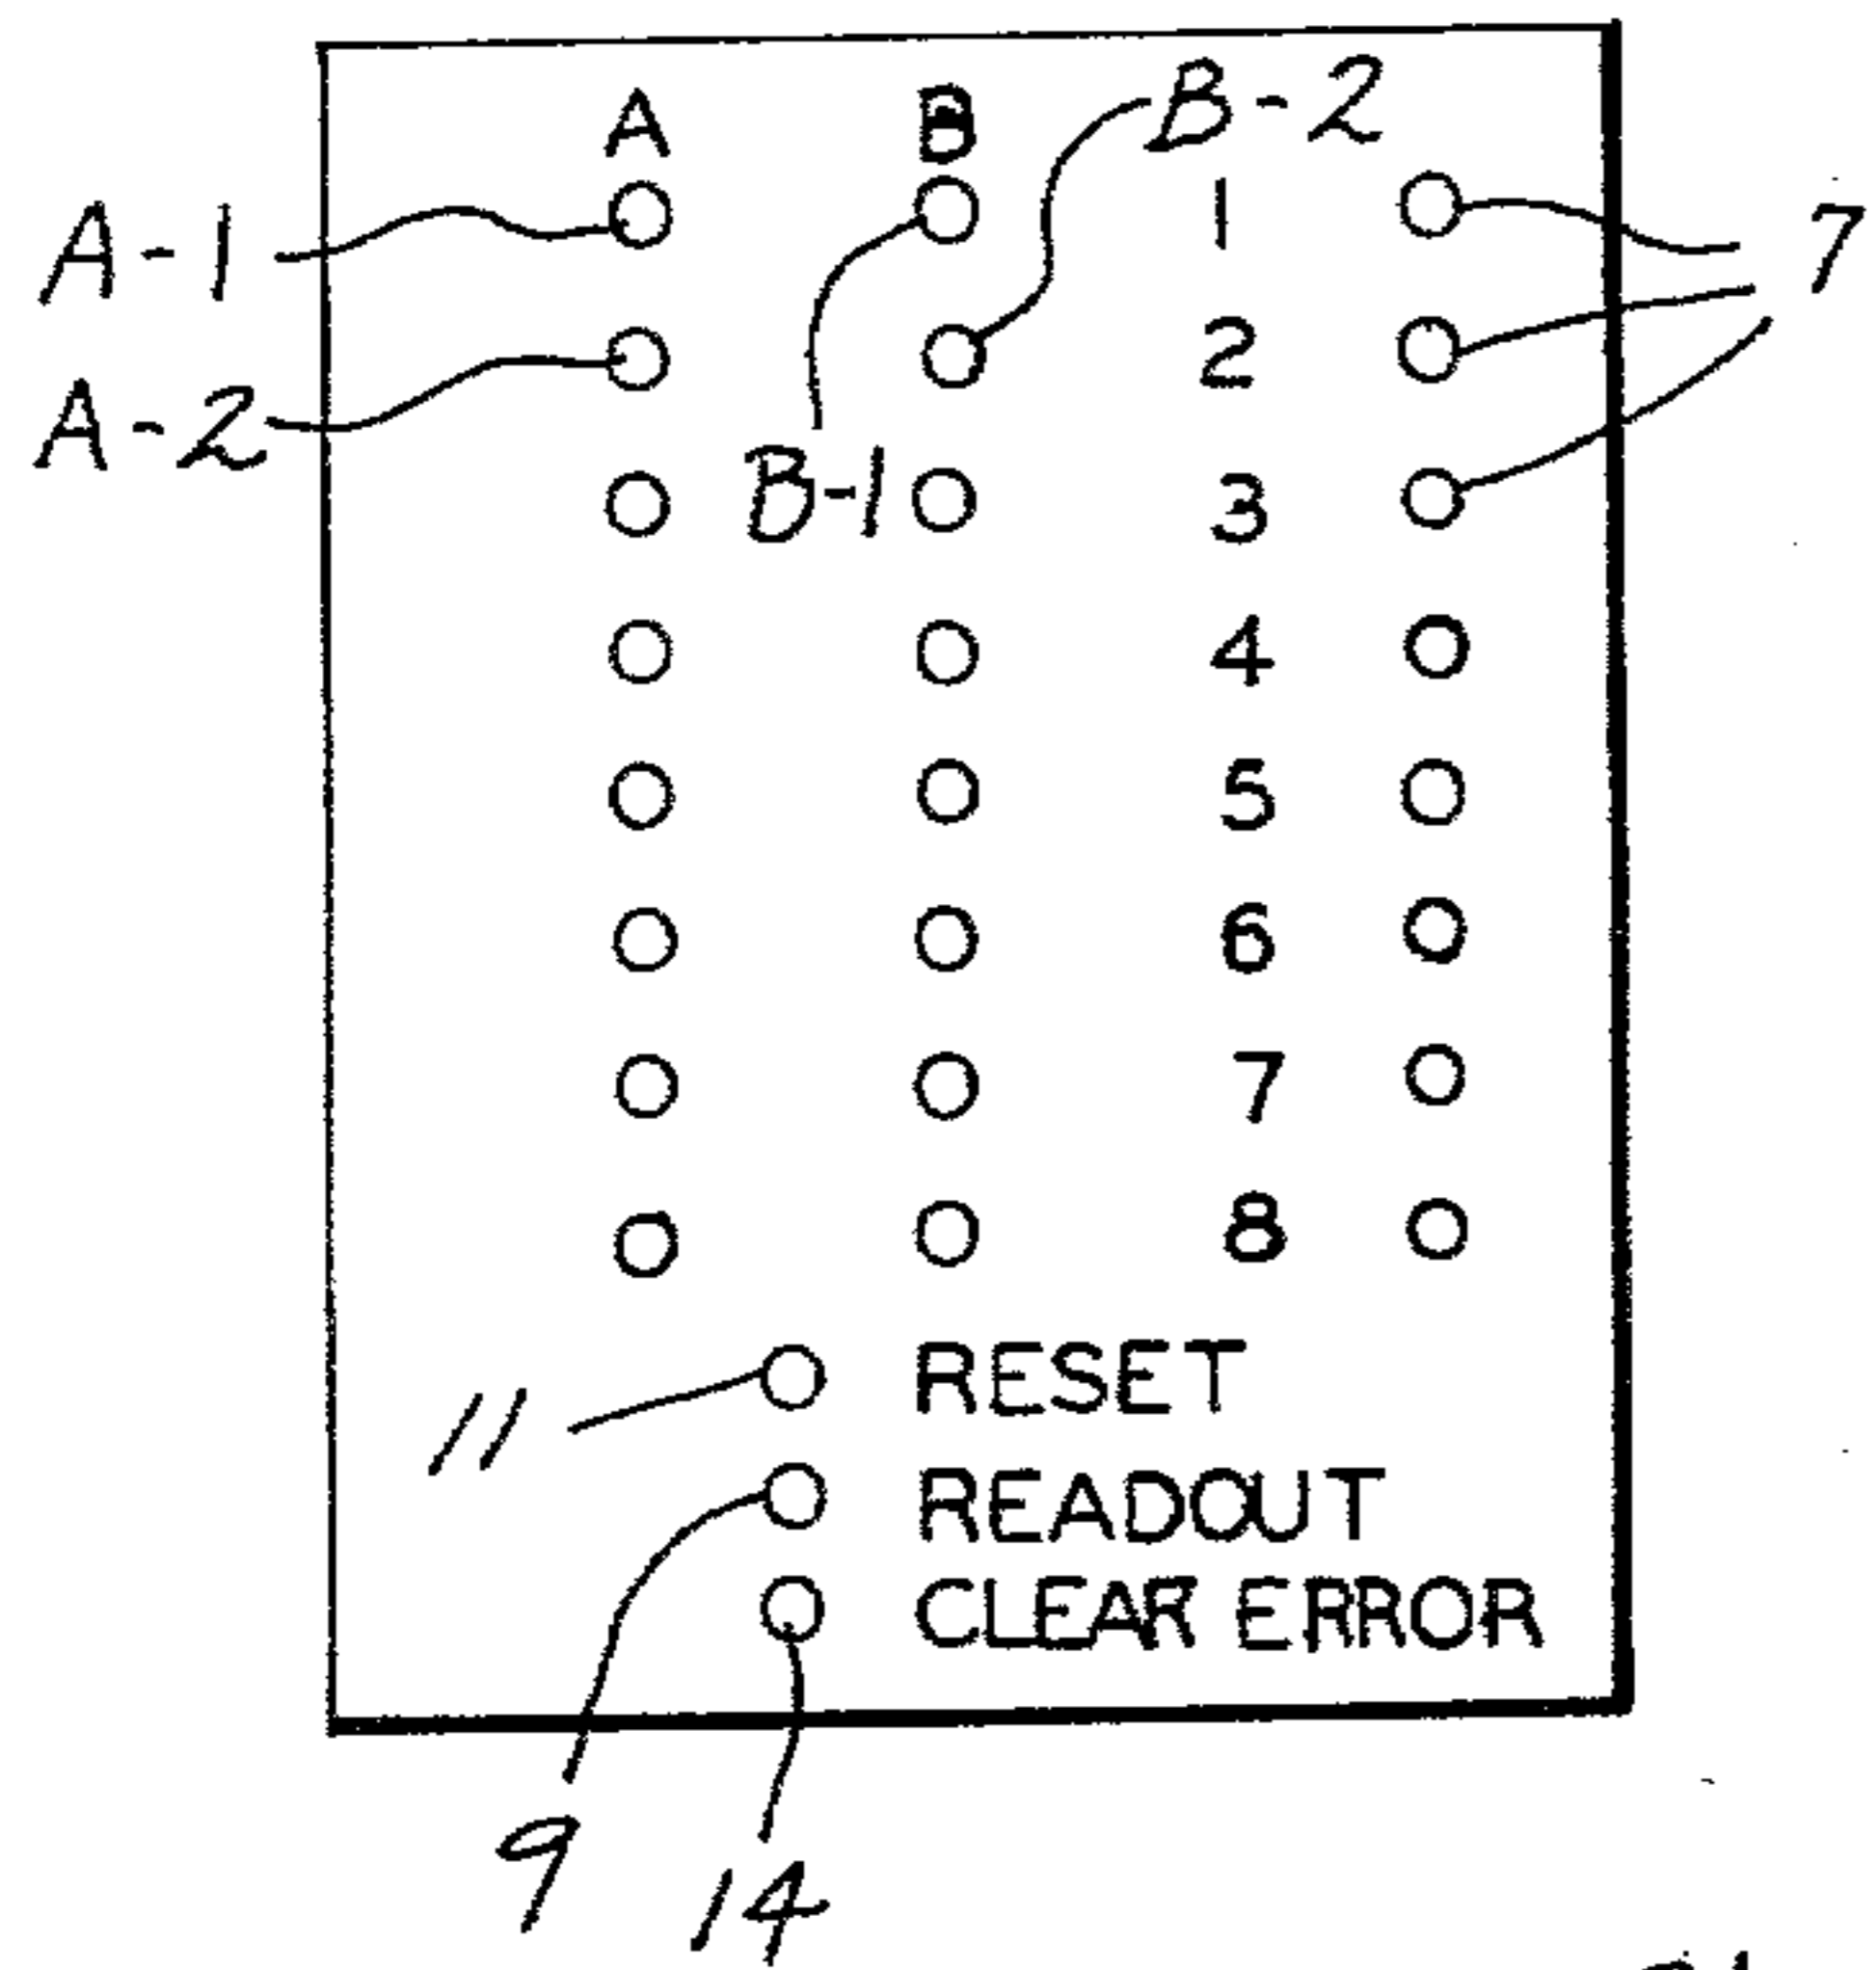 A B B-2
A-1 1 7
A-2 2
B-1 3
4
5
6
7
8
11 RESET
READOUT
CLEAR ERROR
9 14